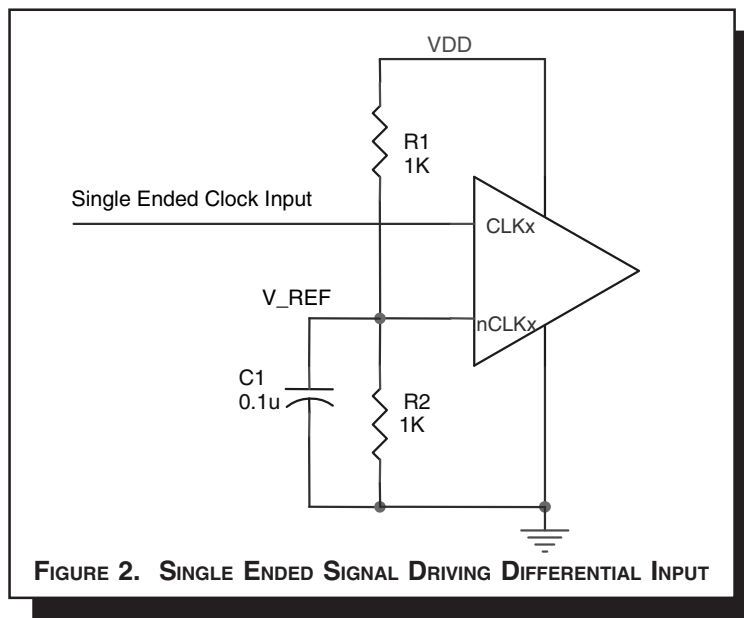 VDD
R1
1K
Single Ended Clock Input
CLKx
V_REF
nCLKx
C1
0.1u
R2
1K
FIGURE 2. SINGLE ENDED SIGNAL DRIVING DIFFERENTIAL INPUT